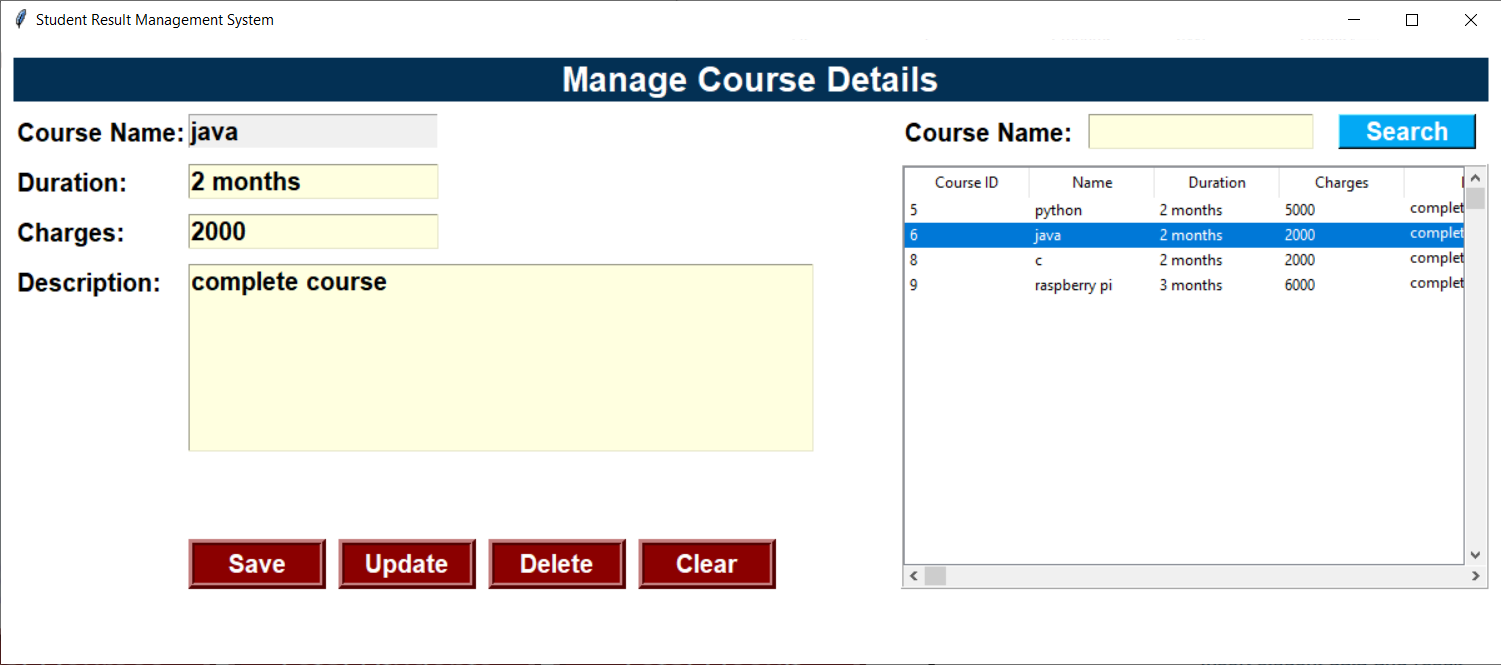 Student Result Management System
Manage Course Details
Course Name: java
Duration: 2 months
Charges: 2000
Description: complete course
Save Update Delete Clear
Course Name: Search
Course ID Name Duration Charges
5 python 2 months 5000 complet
6 java 2 months 2000 complet
8 c 2 months 2000 complet
9 raspberry pi 3 months 6000 complet